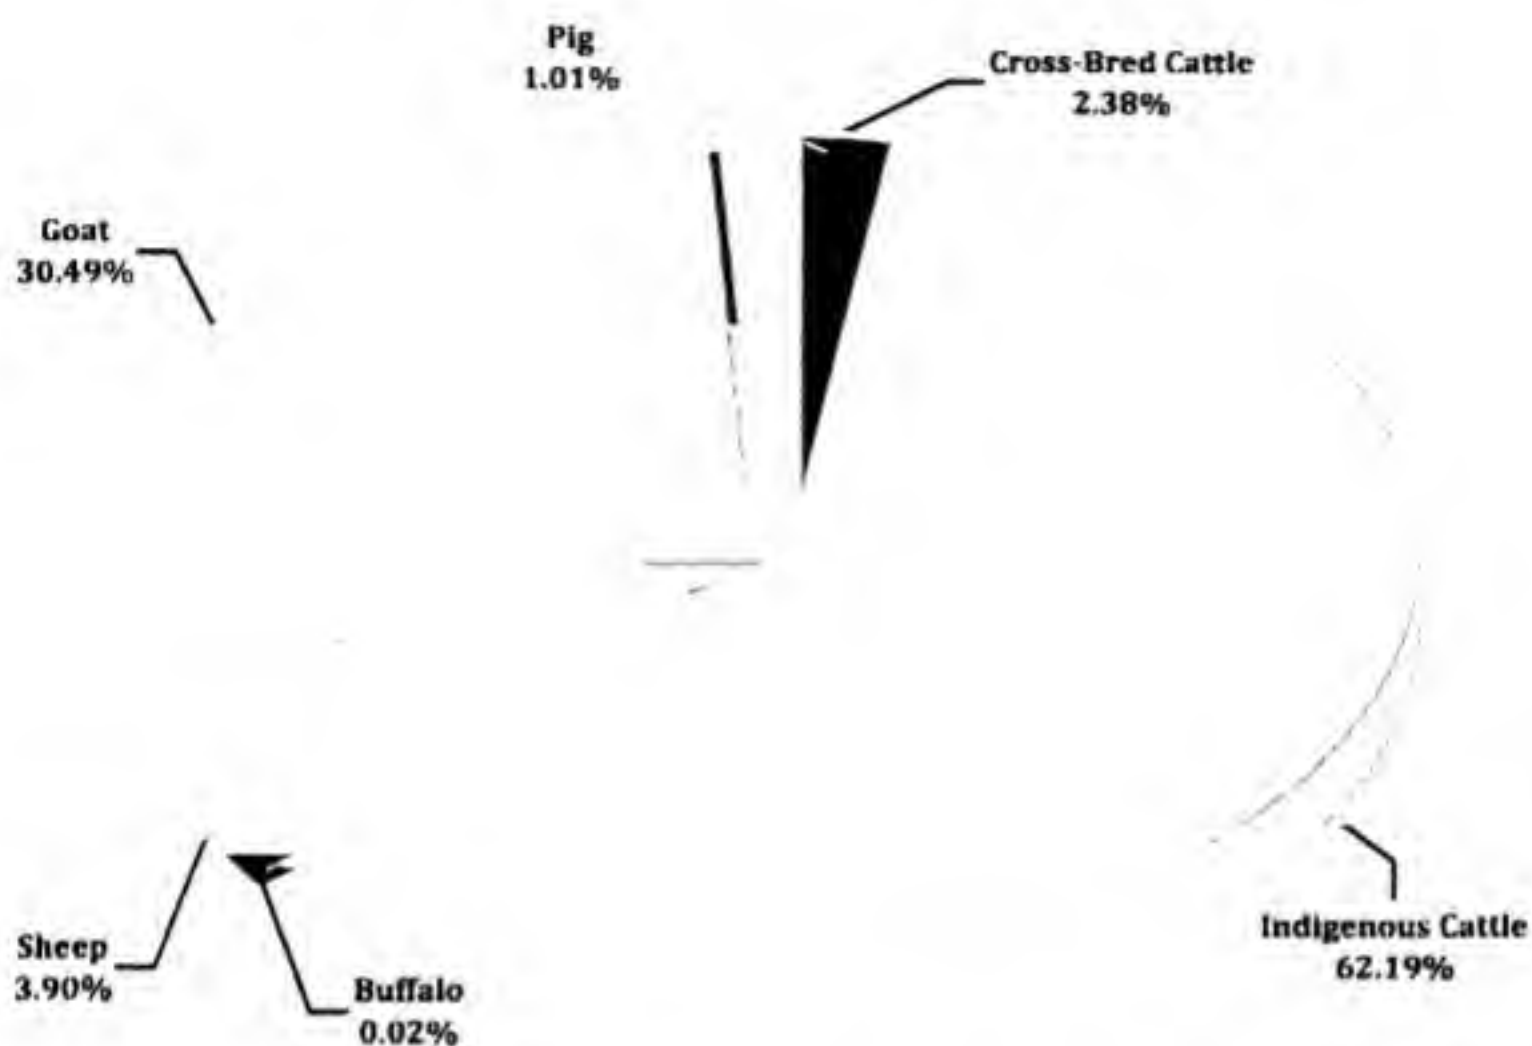 Pig
1.01%
Cross-Bred Cattle
2.38%
Goat
30.49%
Indigenous Cattle
62.19%
Sheep
3.90%
Buffalo
0.02%